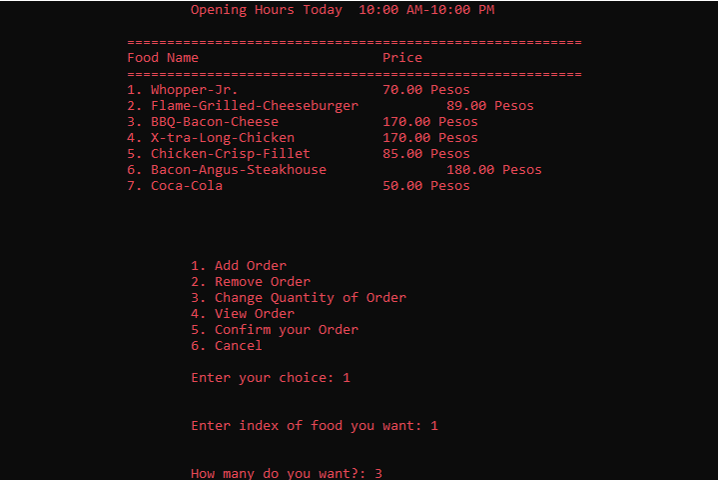 Opening Hours Today  10:00 AM-10:00 PM
=========================================================
Food Name                       Price
=========================================================
1. Whopper-Jr.                  70.00 Pesos
2. Flame-Grilled-Cheeseburger           89.00 Pesos
3. BBQ-Bacon-Cheese             170.00 Pesos
4. X-tra-Long-Chicken           170.00 Pesos
5. Chicken-Crisp-Fillet         85.00 Pesos
6. Bacon-Angus-Steakhouse               180.00 Pesos
7. Coca-Cola                    50.00 Pesos
1. Add Order
2. Remove Order
3. Change Quantity of Order
4. View Order
5. Confirm your Order
6. Cancel
Enter your choice: 1
Enter index of food you want: 1
How many do you want?: 3